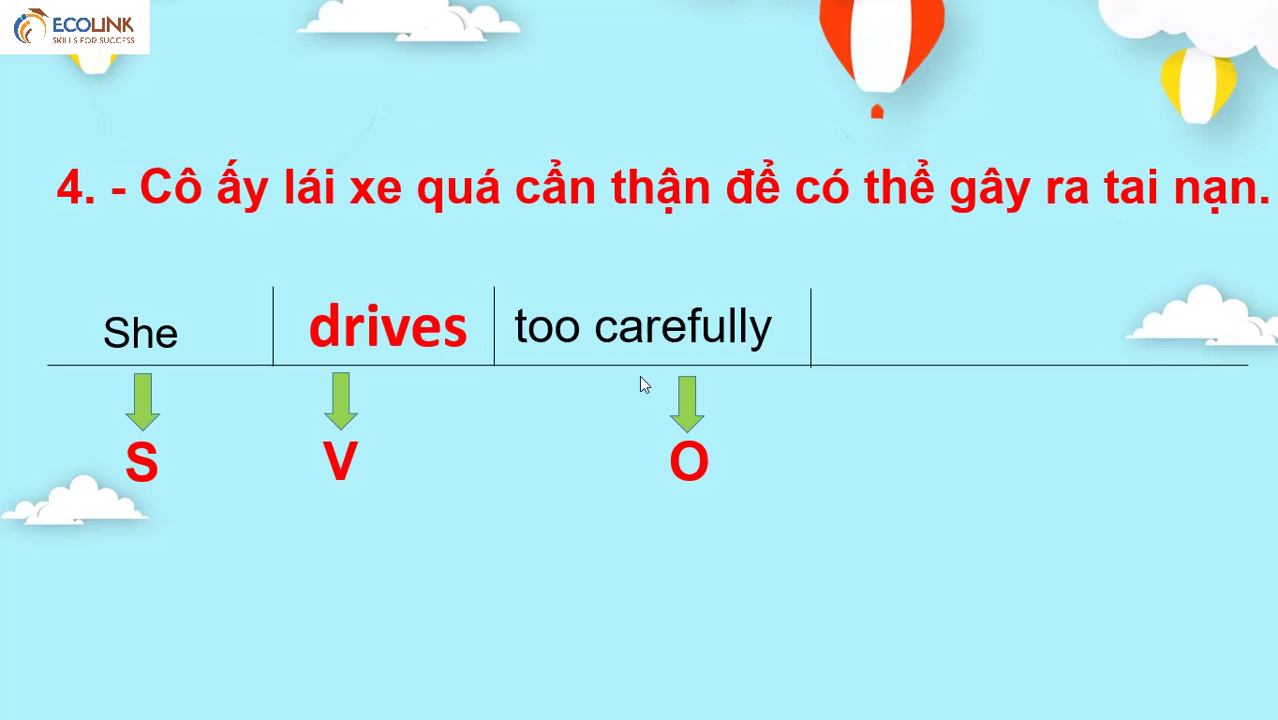 ECOLINK
SKILLS FOR SUCCESS
4. - Cô ấy lái xe quá cẩn thận để có thể gây ra tai nạn.
She drives too carefully
S V O